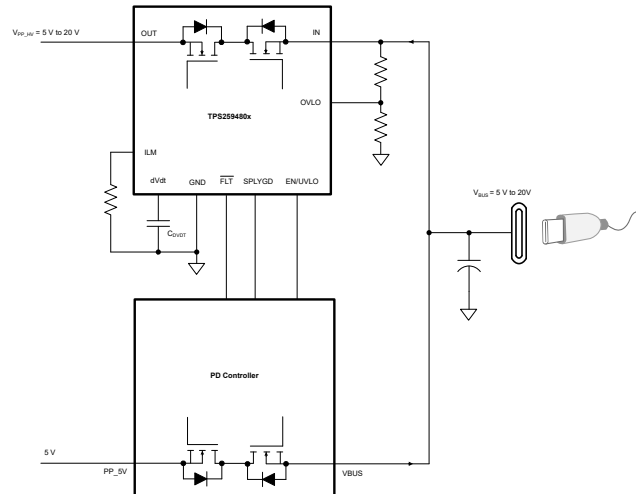 V_PP_HV = 5 V to 20 V
OUT
IN
OVLO
TPS259480x
ILM
dVdt
GND
FLT
SPLYGD
EN/UVLO
C_DVDT
V_BUS = 5 V to 20V
PD Controller
5 V
PP_5V
VBUS